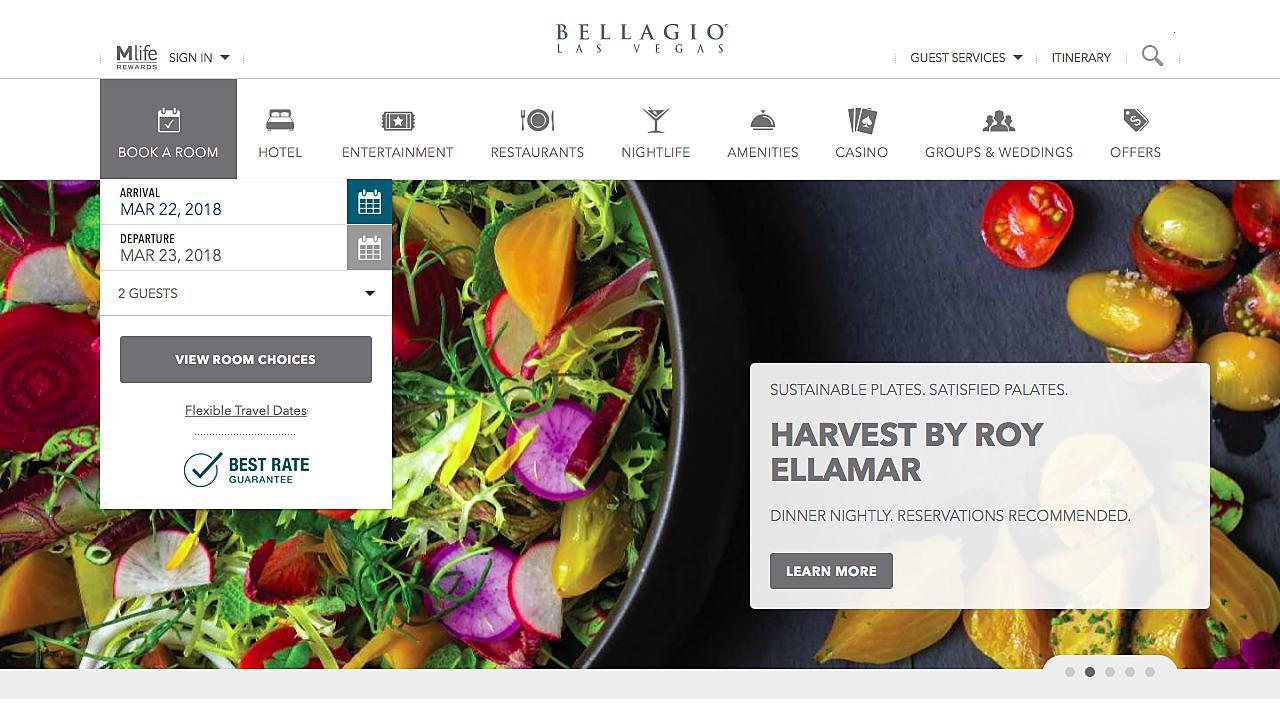 BELLAGIO
LAS VEGAS
Mlife
REWARDS
SIGN IN
GUEST SERVICES
ITINERARY
BOOK A ROOM
HOTEL
ENTERTAINMENT
RESTAURANTS
NIGHTLIFE
AMENITIES
CASINO
GROUPS & WEDDINGS
OFFERS
ARRIVAL
MAR 22, 2018
DEPARTURE
MAR 23, 2018
2 GUESTS
VIEW ROOM CHOICES
Flexible Travel Dates
BEST RATE
GUARANTEE
SUSTAINABLE PLATES. SATISFIED PALATES.
HARVEST BY ROY
ELLAMAR
DINNER NIGHTLY. RESERVATIONS RECOMMENDED.
LEARN MORE